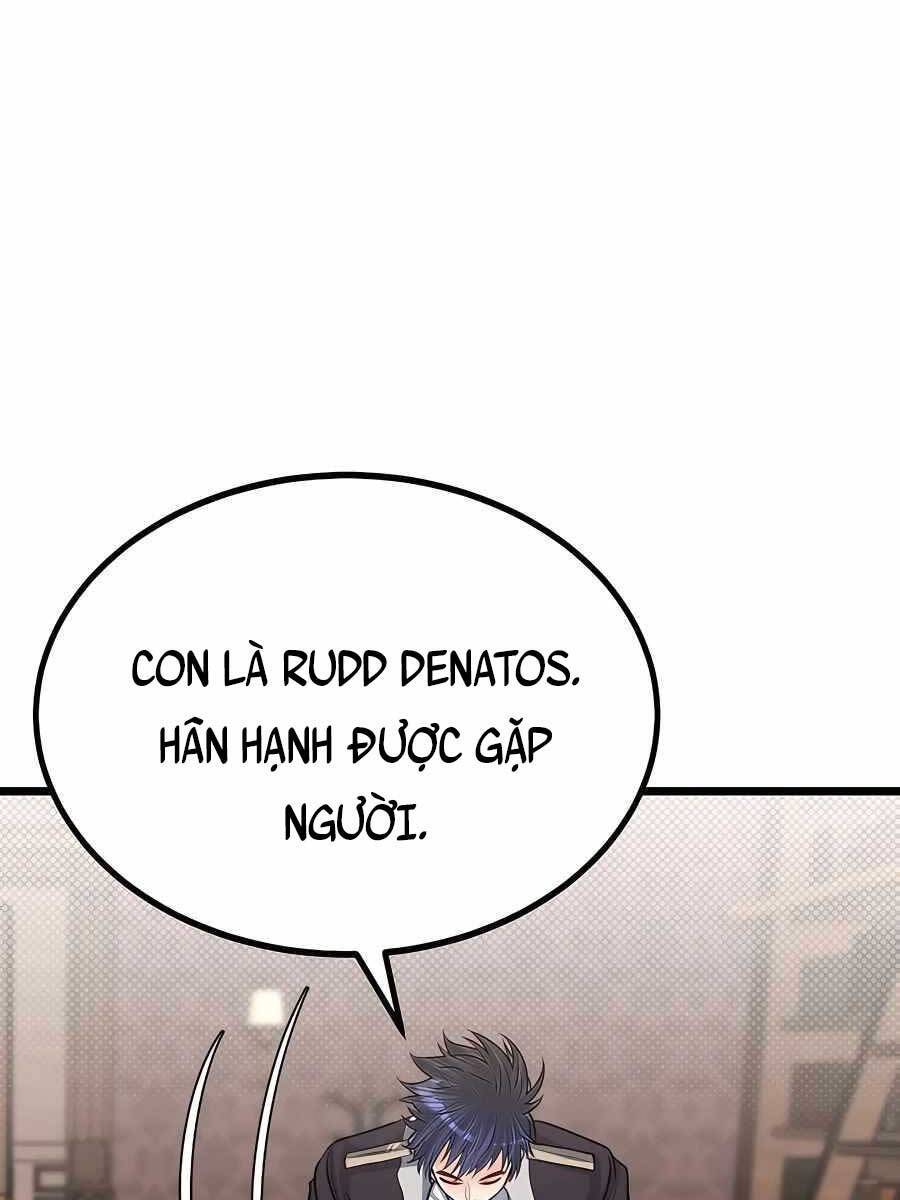 CON LÀ RUDD DENATOS.
HÂN HẠNH ĐƯỢC GẶP
NGƯỜI.